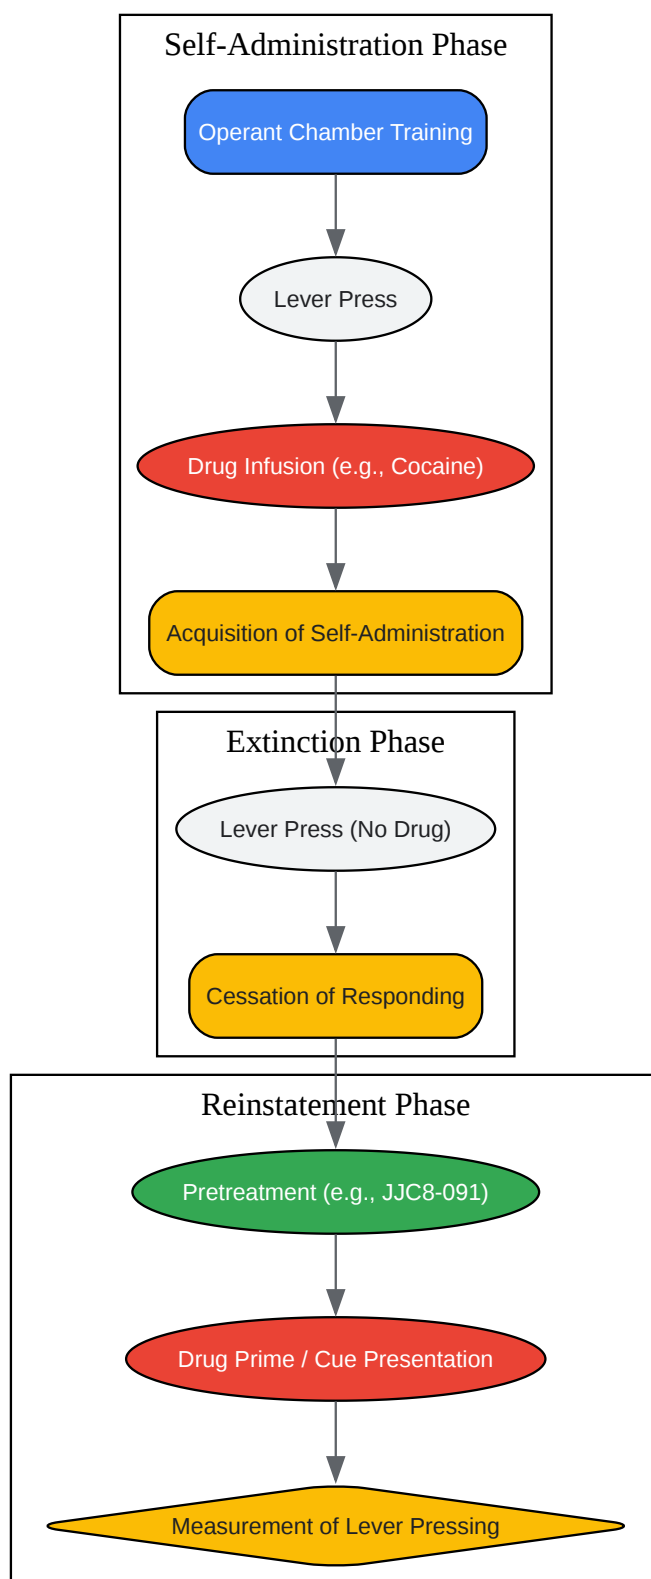 Self-Administration Phase
Operant Chamber Training
Lever Press
Drug Infusion (e.g., Cocaine)
Acquisition of Self-Administration
Extinction Phase
Lever Press (No Drug)
Cessation of Responding
Reinstatement Phase
Pretreatment (e.g., JJC8-091)
Drug Prime / Cue Presentation
Measurement of Lever Pressing